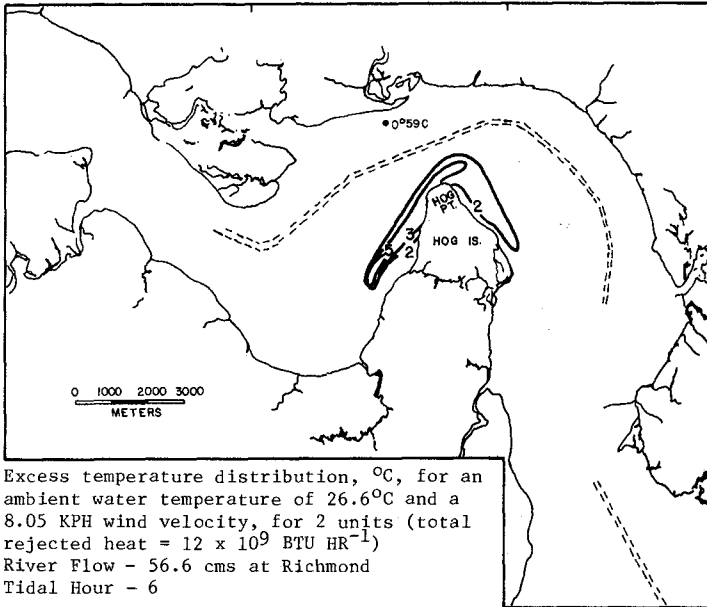 0°59C
HOG
PT.
2
HOG IS.
3
5
2
0 1000 2000 3000
METERS
Excess temperature distribution, °C, for an
ambient water temperature of 26.6°C and a
8.05 KPH wind velocity, for 2 units (total
rejected heat = 12 x 10⁹ BTU HR⁻¹)
River Flow - 56.6 cms at Richmond
Tidal Hour - 6